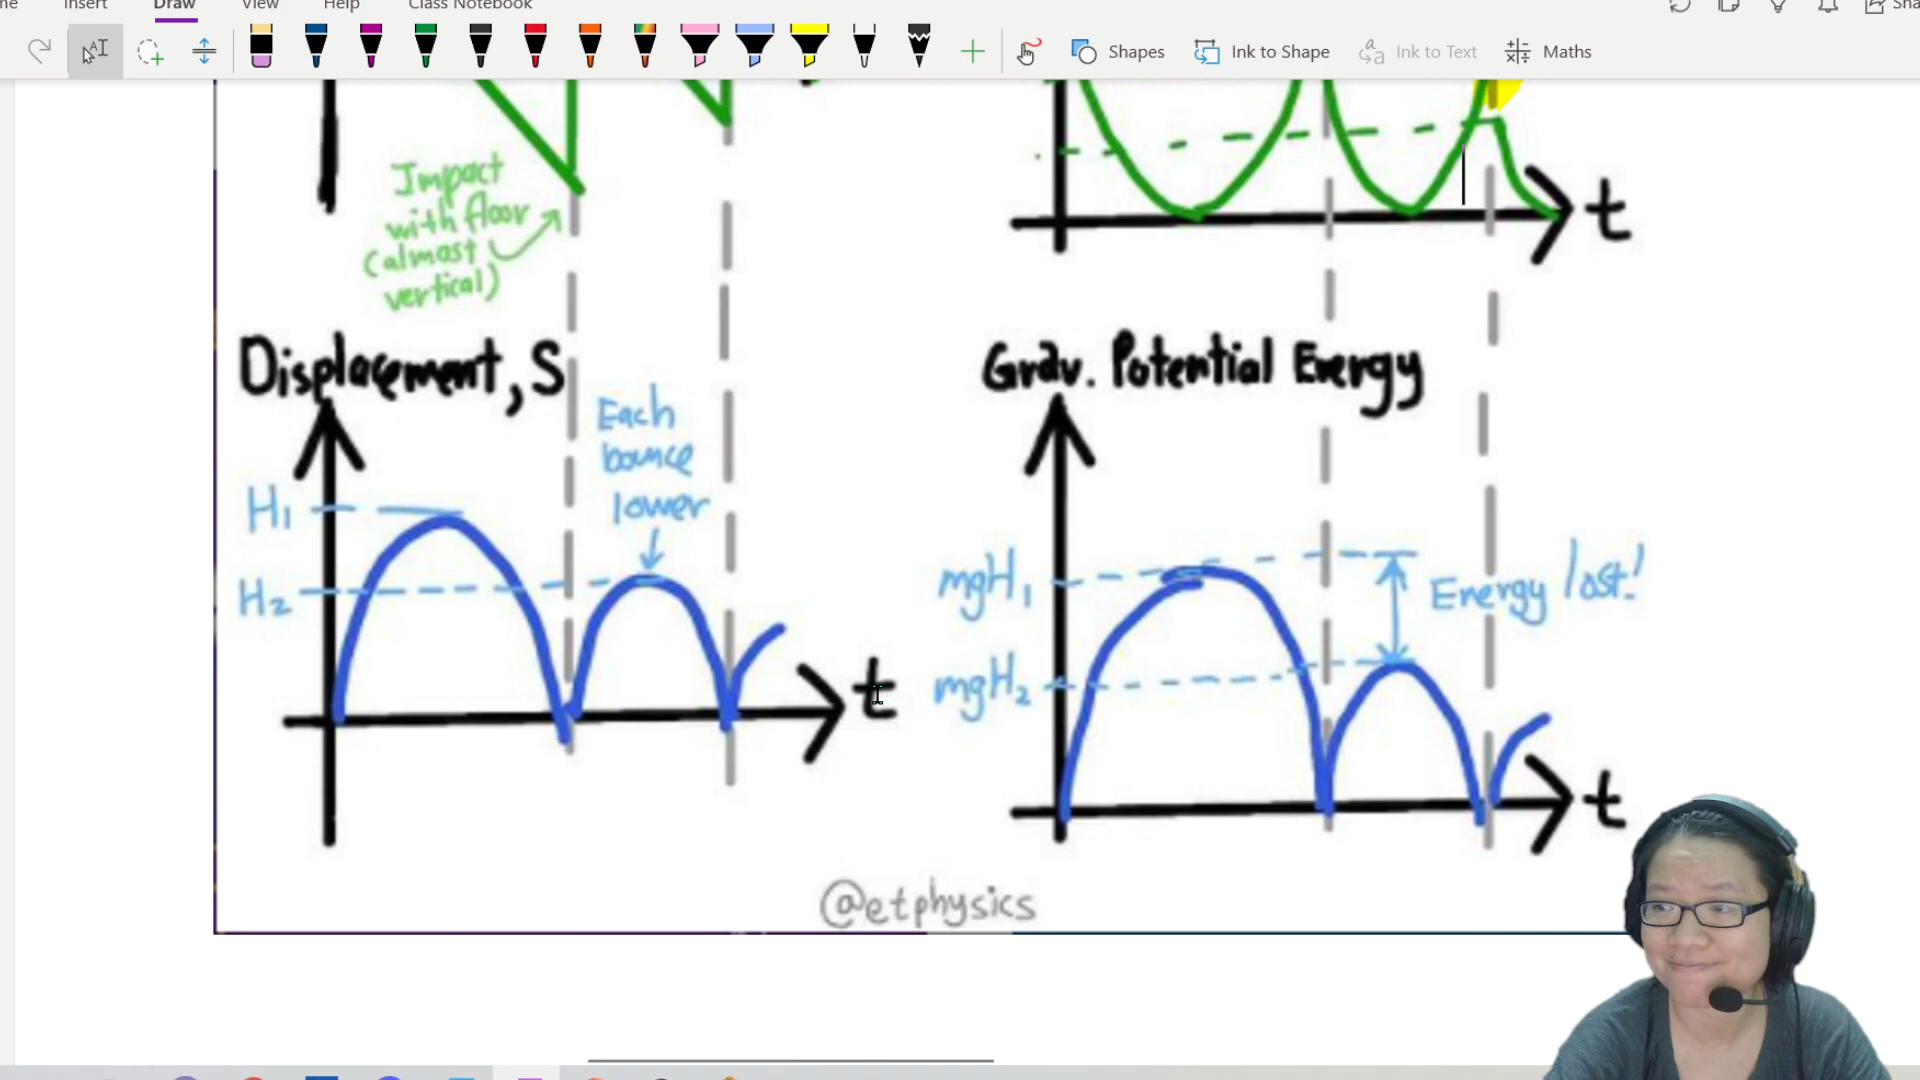 Insert Draw View Help Class Notebook
Shapes Ink to Shape Ink to Text Maths
Impact
with floor
(almost
vertical)
t
Displacement, S
Each
bounce
lower
H₁
H₂
t
Grav. Potential Energy
mgH₁
Energy lost!
mgH₂
t
@etphysics